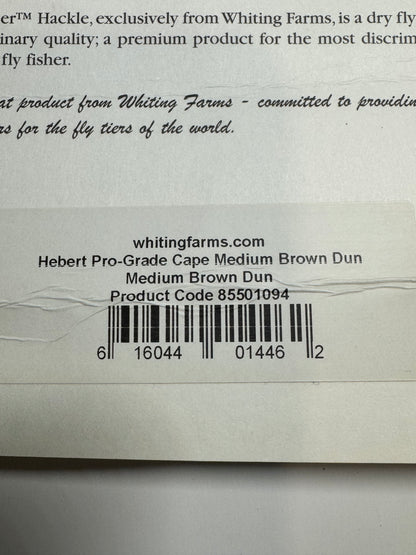 er™ Hackle, exclusively from Whiting Farms, is a dry fly
inary quality; a premium product for the most discrim
fly fisher.
at product from Whiting Farms - committed to providin
rs for the fly tiers of the world.
whitingfarms.com
Hebert Pro-Grade Cape Medium Brown Dun
Medium Brown Dun
Product Code 85501094
6 16044 01446 2